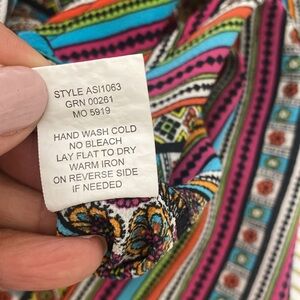 STYLE ASI1063
GRN 00261
MO 5919
HAND WASH COLD
NO BLEACH
LAY FLAT TO DRY
WARM IRON
ON REVERSE SIDE
IF NEEDED